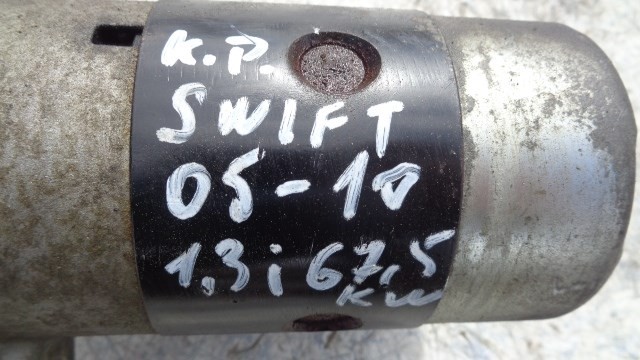 K.P.
SWIFT
05-10
1,3i 67,5
KW